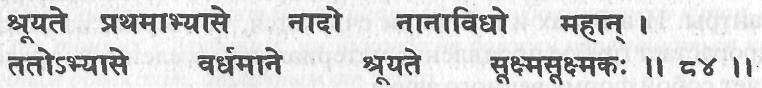 श्रूयते प्रथमाभ्यासे नादो नानाविधो महान् ।
ततोऽभ्यासे वर्धमाने श्रूयते सूक्ष्मसूक्ष्मकः ॥ ८४ ॥